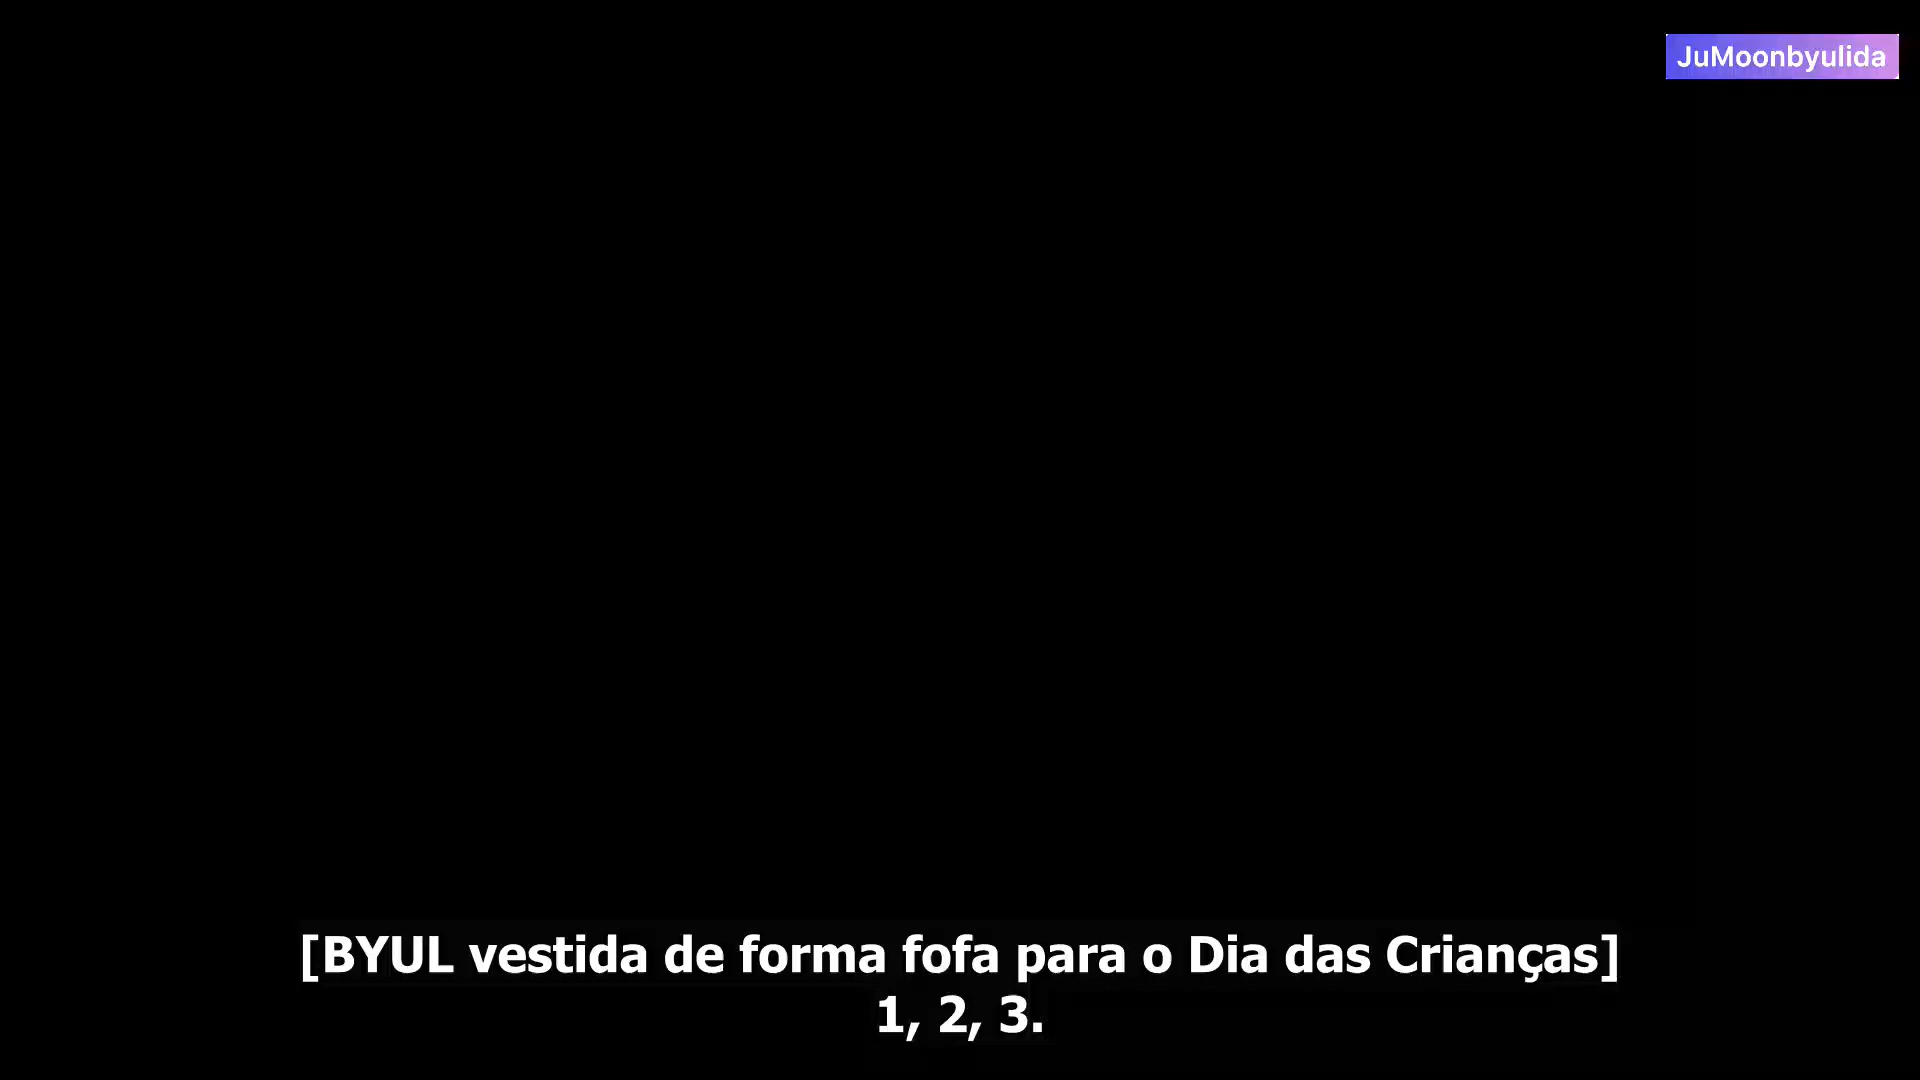 JuMoonbyulida
[BYUL vestida de forma fofa para o Dia das Crianças]
1, 2, 3.